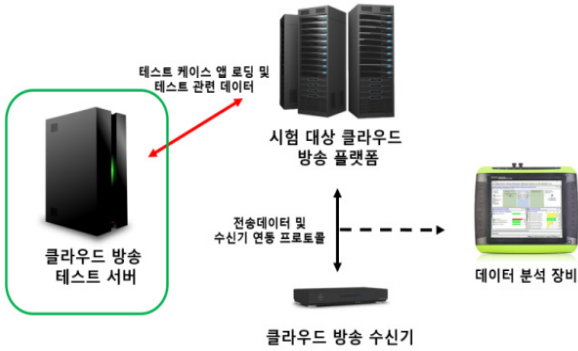 테스트 케이스 앱 로딩 및
테스트 관련 데이터
시험 대상 클라우드
방송 플랫폼
클라우드 방송
테스트 서버
전송데이터 및
수신기 연동 프로토콜
데이터 분석 장비
클라우드 방송 수신기